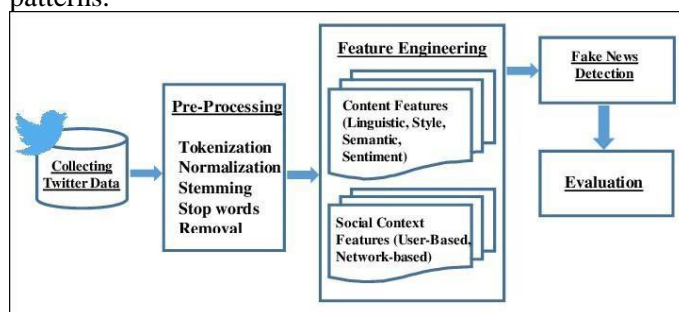 patterns.
Collecting
Twitter Data
Pre-Processing
Tokenization
Normalization
Stemming
Stop words
Removal
Feature Engineering
Content Features
(Linguistic, Style,
Semantic,
Sentiment)
Social Context
Features (User-Based,
Network-based)
Fake News
Detection
Evaluation